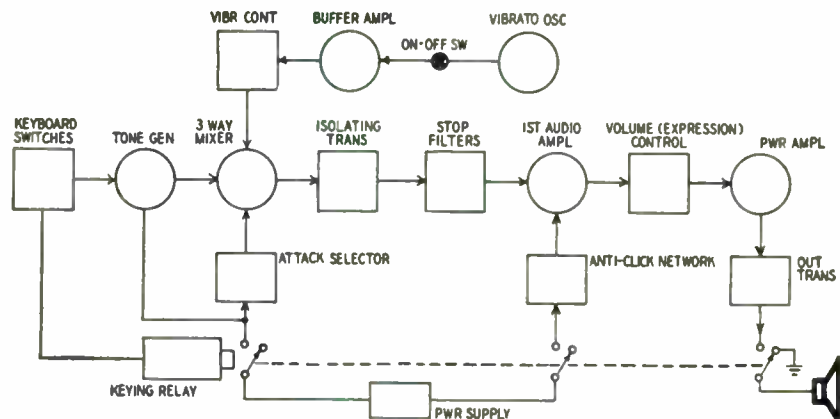 VIBR CONT
BUFFER AMPL
ON-OFF SW
VIBRATO OSC
KEYBOARD
SWITCHES
TONE GEN
3 WAY
MIXER
ISOLATING
TRANS
STOP
FILTERS
IST AUDIO
AMPL
VOLUME (EXPRESSION)
CONTROL
PWR AMPL
ATTACK SELECTOR
ANTI-CLICK NETWORK
OUT
TRANS
KEYING RELAY
PWR SUPPLY